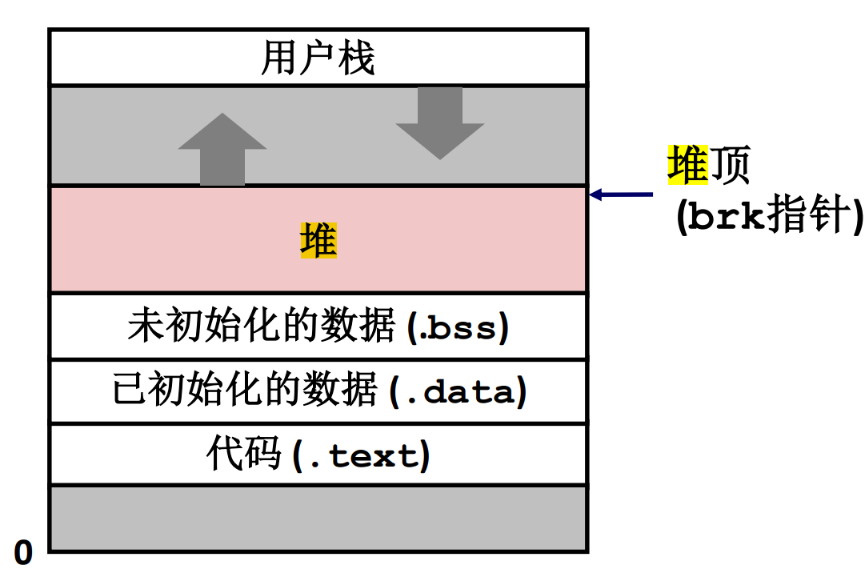 用户栈
堆顶
(brk指针)
堆
未初始化的数据(.bss)
已初始化的数据(.data)
代码(.text)
0